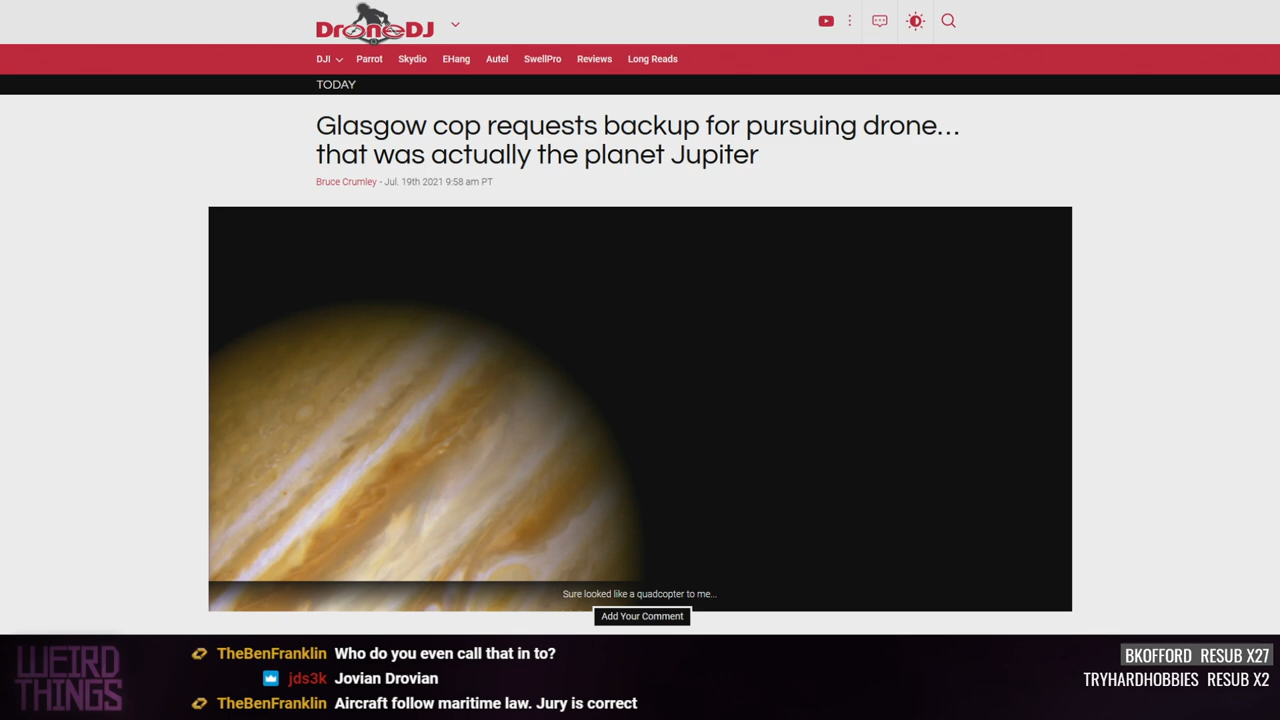 DroneDJ
DJI Parrot Skydio EHang Autel SwellPro Reviews Long Reads
TODAY
Glasgow cop requests backup for pursuing drone…
that was actually the planet Jupiter
Bruce Crumley - Jul. 19th 2021 9:58 am PT
Sure looked like a quadcopter to me...
Add Your Comment
WEIRD
THINGS
TheBenFranklin Who do you even call that in to?
jds3k Jovian Drovian
TheBenFranklin Aircraft follow maritime law. Jury is correct
BKOFFORD RESUB X27
TRYHARDHOBBIES RESUB X2